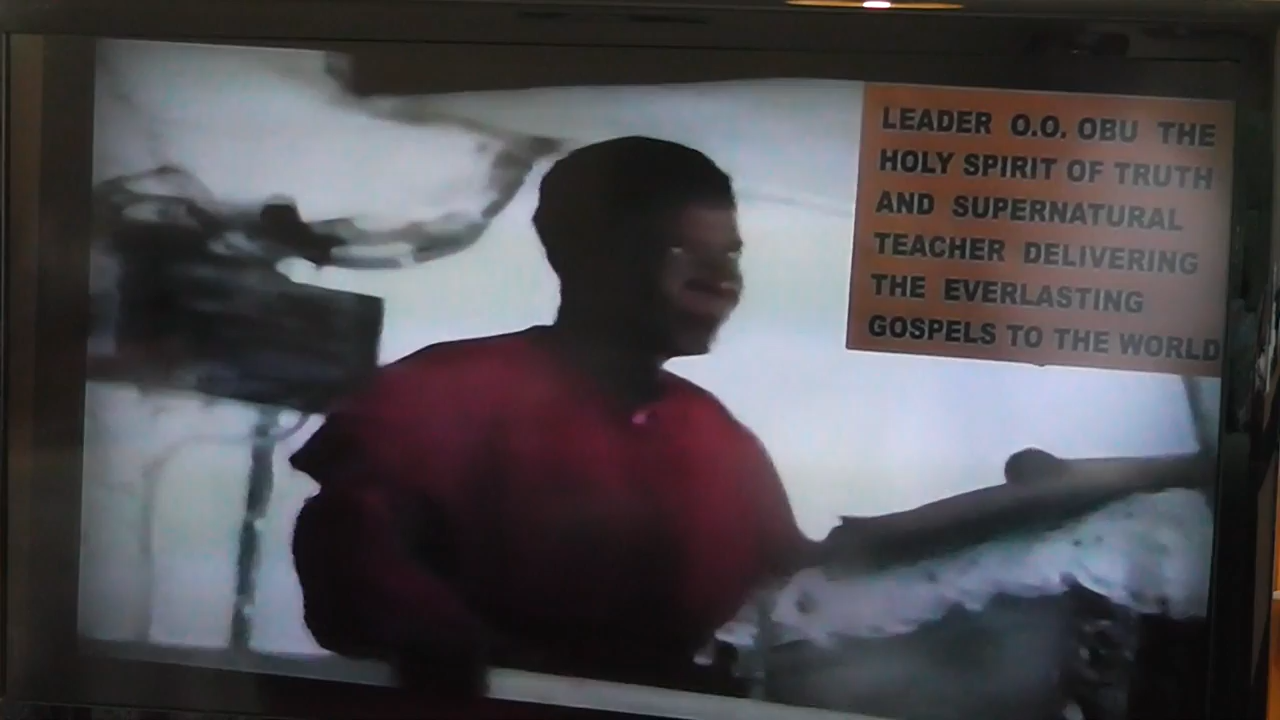 LEADER O.O. OBU THE
HOLY SPIRIT OF TRUTH
AND SUPERNATURAL
TEACHER DELIVERING
THE EVERLASTING
GOSPELS TO THE WORLD